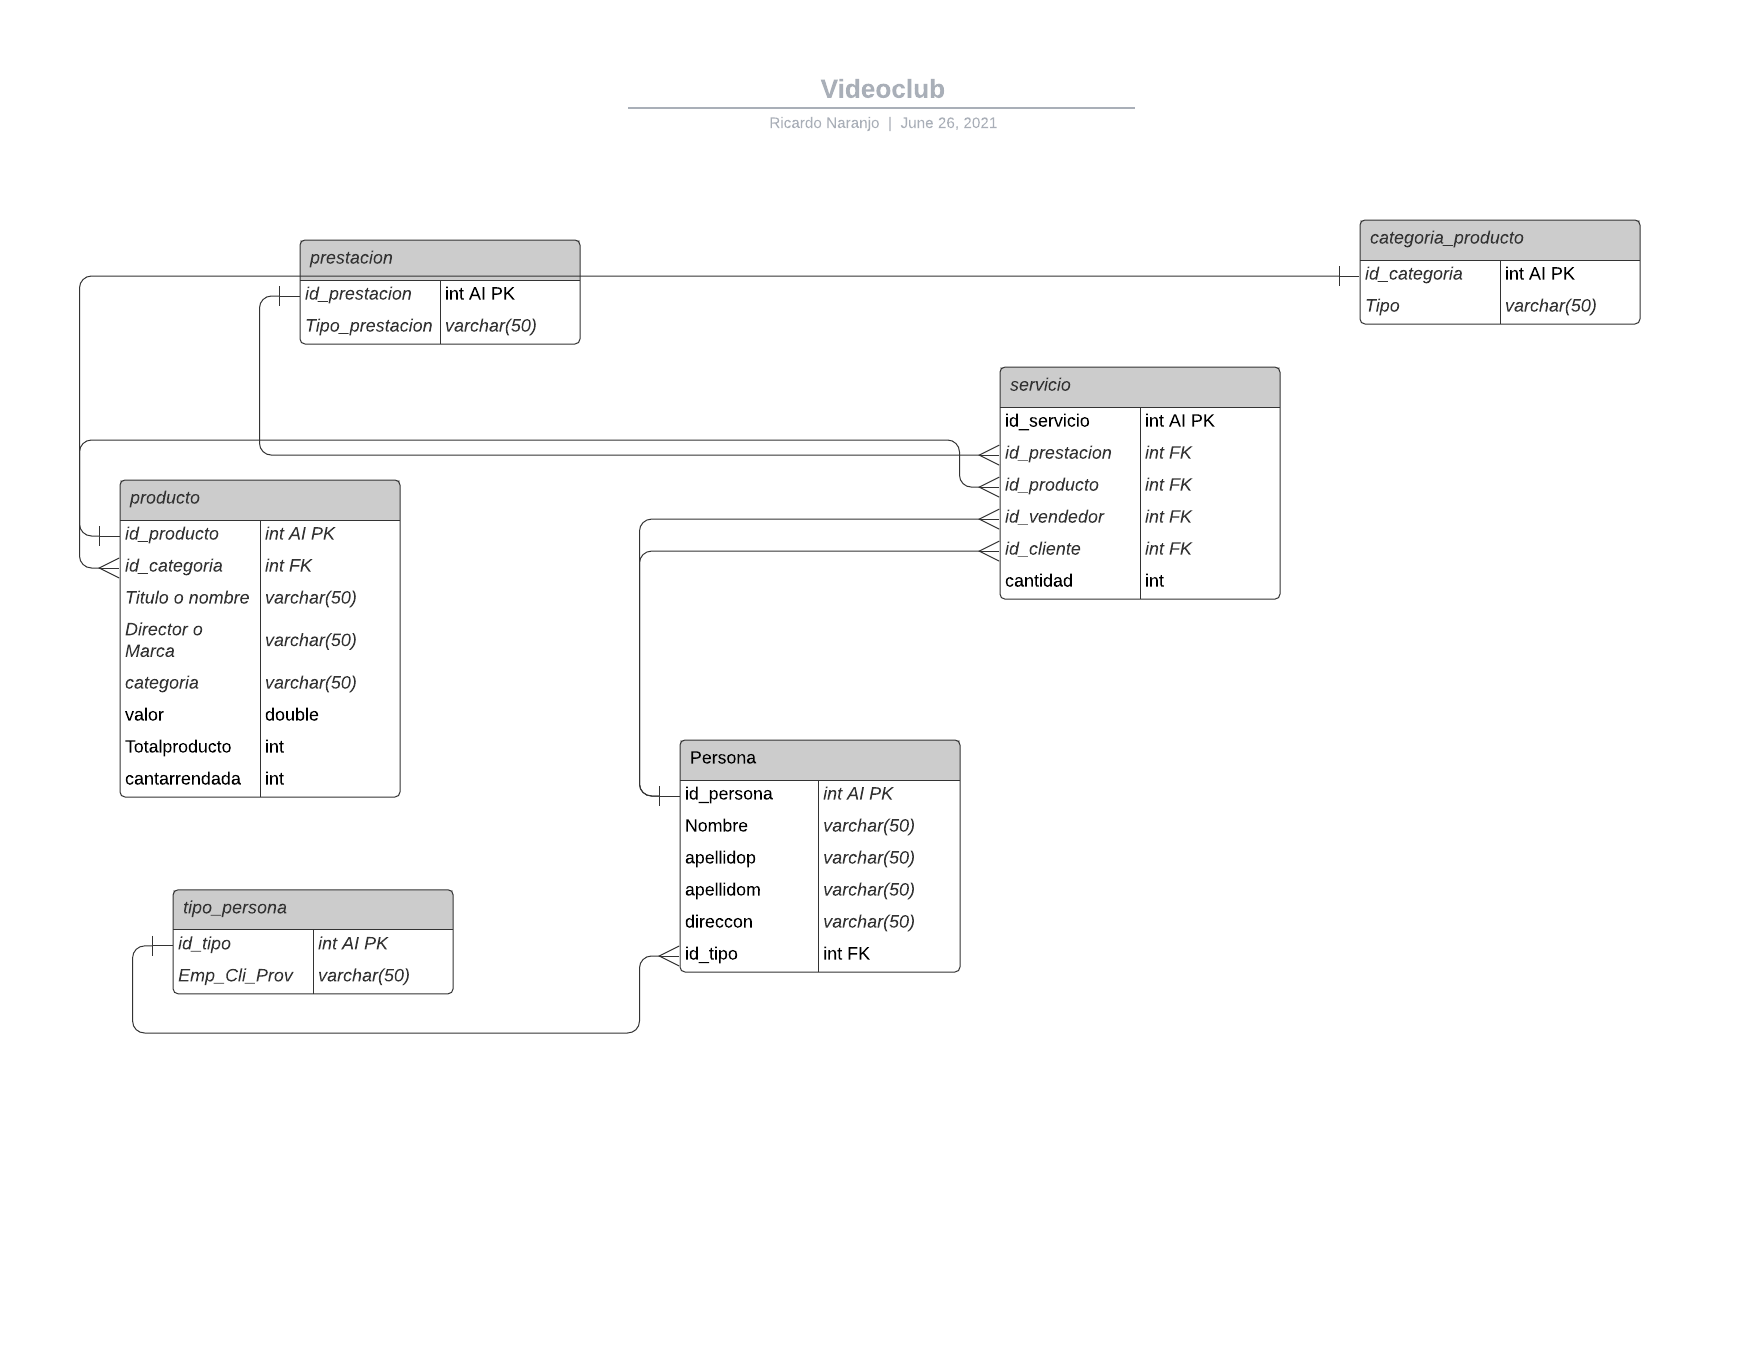 Videoclub
Ricardo Naranjo | June 26, 2021
prestacion
id_prestacion int AI PK
Tipo_prestacion varchar(50)
categoria_producto
id_categoria int AI PK
Tipo varchar(50)
servicio
id_servicio int AI PK
id_prestacion int FK
id_producto int FK
id_vendedor int FK
id_cliente int FK
cantidad int
producto
id_producto int AI PK
id_categoria int FK
Titulo o nombre varchar(50)
Director o
Marca varchar(50)
categoria varchar(50)
valor double
Totalproducto int
cantarrendada int
Persona
id_persona int AI PK
Nombre varchar(50)
apellidop varchar(50)
apellidom varchar(50)
direccon varchar(50)
id_tipo int FK
tipo_persona
id_tipo int AI PK
Emp_Cli_Prov varchar(50)